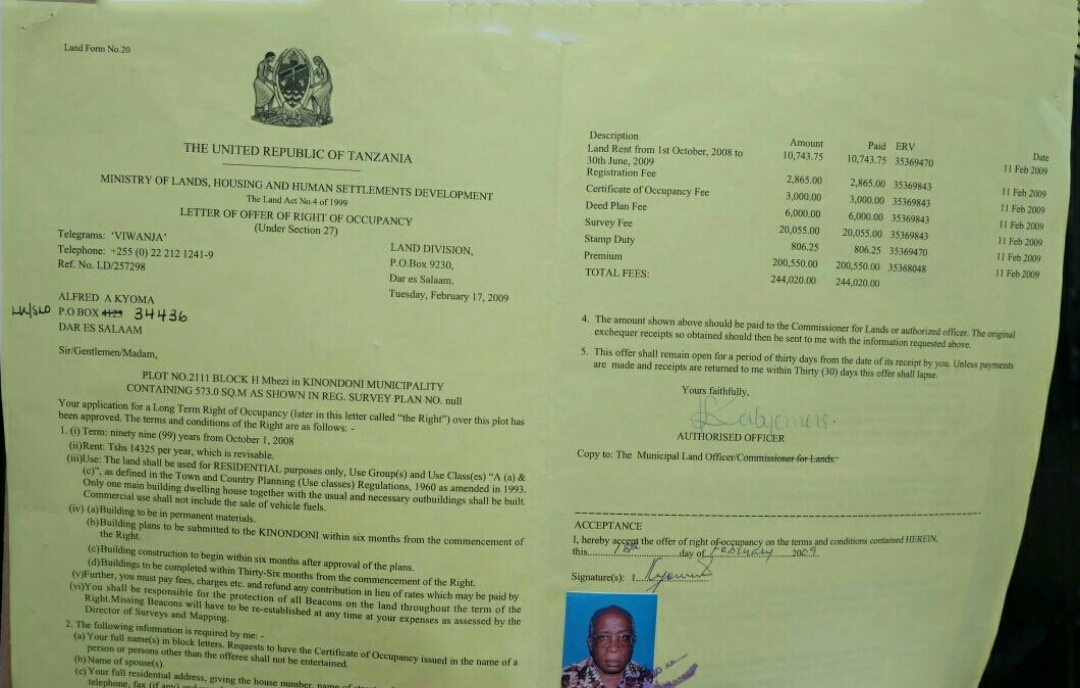 Land Form No.20
THE UNITED REPUBLIC OF TANZANIA
MINISTRY OF LANDS, HOUSING AND HUMAN SETTLEMENTS DEVELOPMENT
The Land Act No.4 of 1999
LETTER OF OFFER OF RIGHT OF OCCUPANCY
(Under Section 27)
Telegrams: 'VIWANJA'
Telephone: +255 (0) 22 212 1241-9
Ref. No. LD/257298
LAND DIVISION,
P.O.Box 9230,
Dar es Salaam.
Tuesday, February 17, 2009
ALFRED A KYOMA
P.O BOX 4123 34436
DAR ES SALAAM
Sir/Gentlemen/Madam,
PLOT NO.2111 BLOCK H Mbezi in KINONDONI MUNICIPALITY
CONTAINING 573.0 SQ.M AS SHOWN IN REG. SURVEY PLAN NO. null
Your application for a Long Term Right of Occupancy (later in this letter called "the Right") over this plot has
been approved. The terms and conditions of the Right are as follows: -
1. (i) Term: ninety nine (99) years from October 1, 2008
(ii)Rent: Tshs 14325 per year, which is revisable.
(iii)Use: The land shall be used for RESIDENTIAL purposes only, Use Group(s) and Use Class(es) "A (a) &
(c)", as defined in the Town and Country Planning (Use classes) Regulations, 1960 as amended in 1993.
Only one main building dwelling house together with the usual and necessary outbuildings shall be built.
Commercial use shall not include the sale of vehicle fuels.
(iv) (a)Building to be in permanent materials.
(b)Building plans to be submitted to the KINONDONI within six months from the commencement of
the Right.
(c)Building construction to begin within six months after approval of the plans.
(d)Buildings to be completed within Thirty-Six months from the commencement of the Right.
(v)Further, you must pay fees, charges etc. and refund any contribution in lieu of rates which may be paid by
(vi)You shall be responsible for the protection of all Beacons on the land throughout the term of the
Right.Missing Beacons will have to be re-established at any time at your expenses as assessed by the
Director of Surveys and Mapping.
2. The following information is required by me: -
(a) Your full name(s) in block letters. Requests to have the Certificate of Occupancy issued in the name of a
person or persons other than the offeree shall not be entertained.
(b) Name of spouse(s).
(c) Your full residential address, giving the house number, name of
telephone, fax (if any)
Description Amount Paid ERV Date
Land Rent from 1st October, 2008 to
30th June, 2009 10,743.75 10,743.75 35369470 11 Feb 2009
Registration Fee 2,865.00 2,865.00 35369843 11 Feb 2009
Certificate of Occupancy Fee 3,000.00 3,000.00 35369843 11 Feb 2009
Deed Plan Fee 6,000.00 6,000.00 35369843 11 Feb 2009
Survey Fee 20,055.00 20,055.00 35369843 11 Feb 2009
Stamp Duty 806.25 806.25 35369470 11 Feb 2009
Premium 200,550.00 200,550.00 35368048 11 Feb 2009
TOTAL FEES: 244,020.00 244,020.00
4. The amount shown above should be paid to the Commissioner for Lands or authorized officer. The original
exchequer receipts so obtained should then be sent to me with the information requested above.
5. This offer shall remain open for a period of thirty days from the date of its receipt by you. Unless payments
are made and receipts are returned to me within Thirty (30) days this offer shall lapse.
Yours faithfully,
AUTHORISED OFFICER
Copy to: The Municipal Land Officer/Commissioner for Lands.
ACCEPTANCE
I, hereby accept the offer of right of occupancy on the terms and conditions contained HEREIN.
this day of February 2009
Signature(s): 1